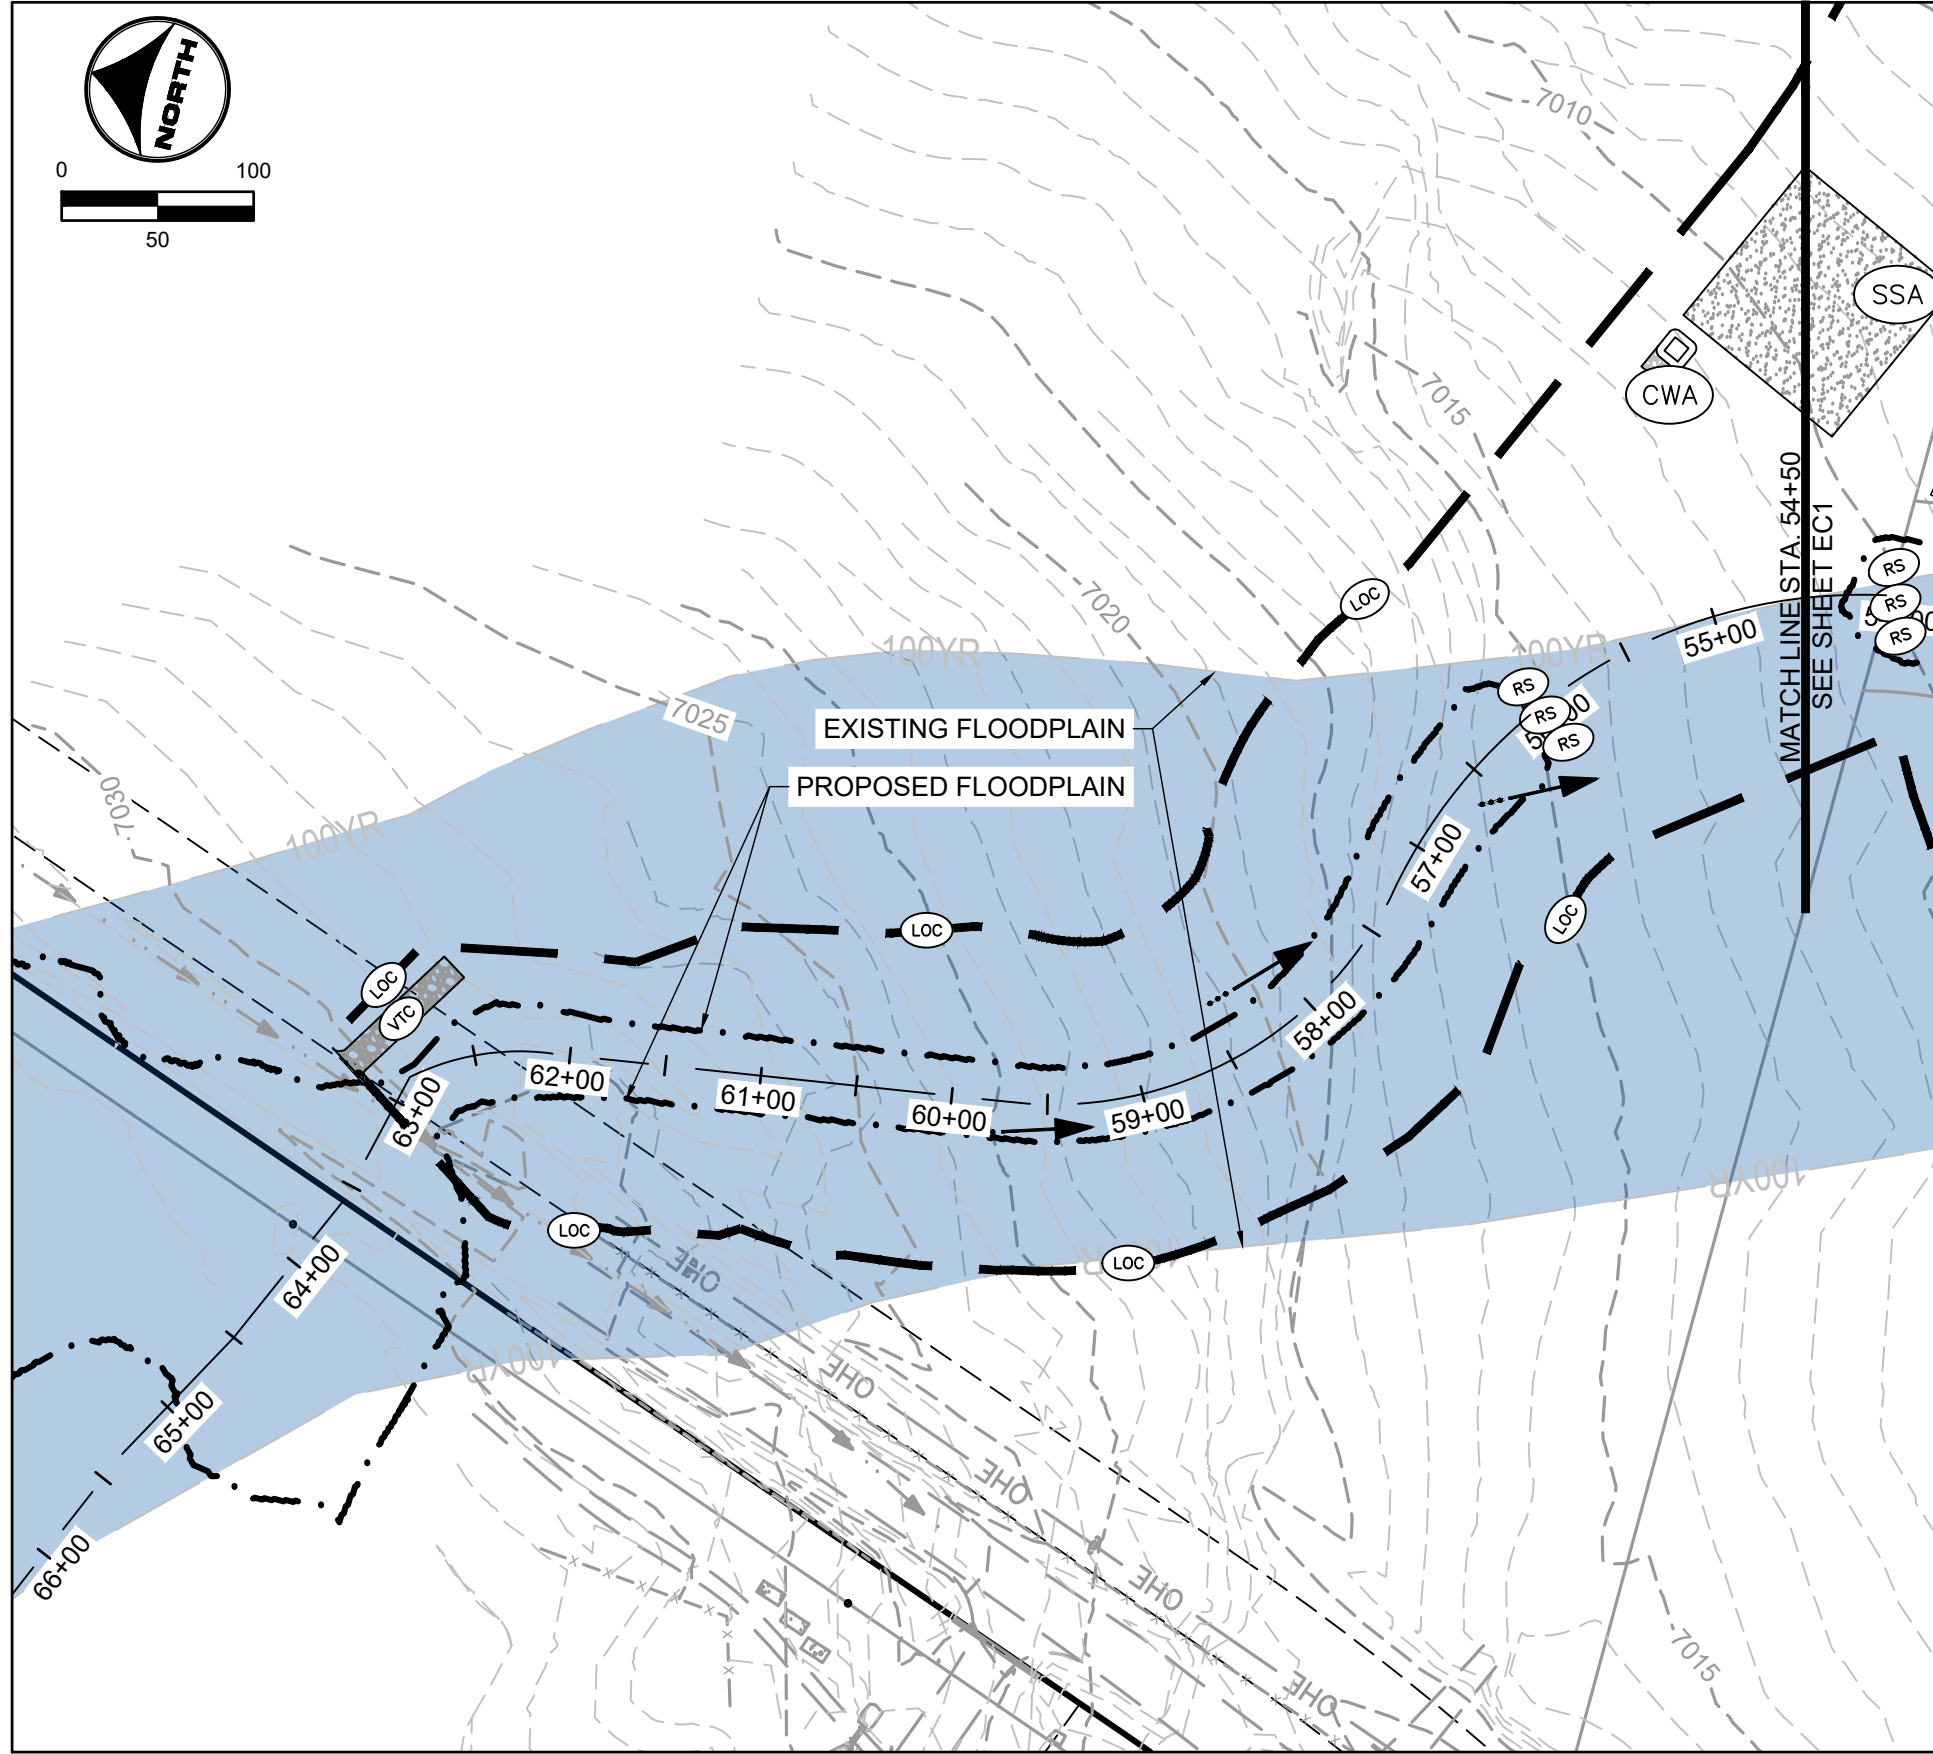 NORTH
0
100
50
7010
SSA
7015
CWA
MATCH LINE STA. 54+50
SEE SHEET EC1
RS
RS
RS
LOC
7020
55+00
100YR
100YR
RS
RS
RS
7025
EXISTING FLOODPLAIN
PROPOSED FLOODPLAIN
7030
100YR
57+00
LOC
LOC
LOC
VTC
58+00
62+00
61+00
60+00
59+00
63+00
100YR
LOC
LOC
OHE
64+00
100YR
OHE
65+00
OHE
66+00
OHE
7015
OHE